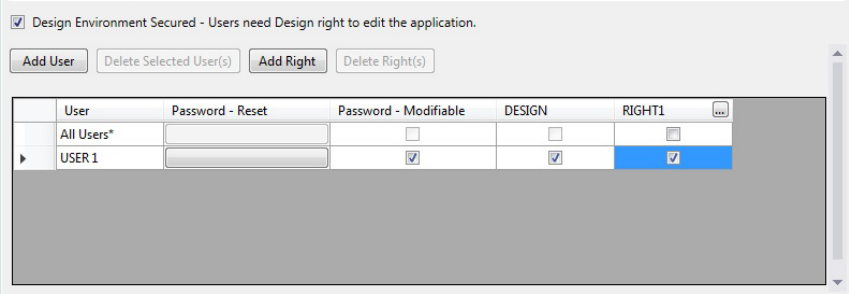 Design Environment Secured - Users need Design right to edit the application.
Add User Delete Selected User(s) Add Right Delete Right(s)
User Password - Reset Password - Modifiable DESIGN RIGHT1 ...
All Users*
USER 1